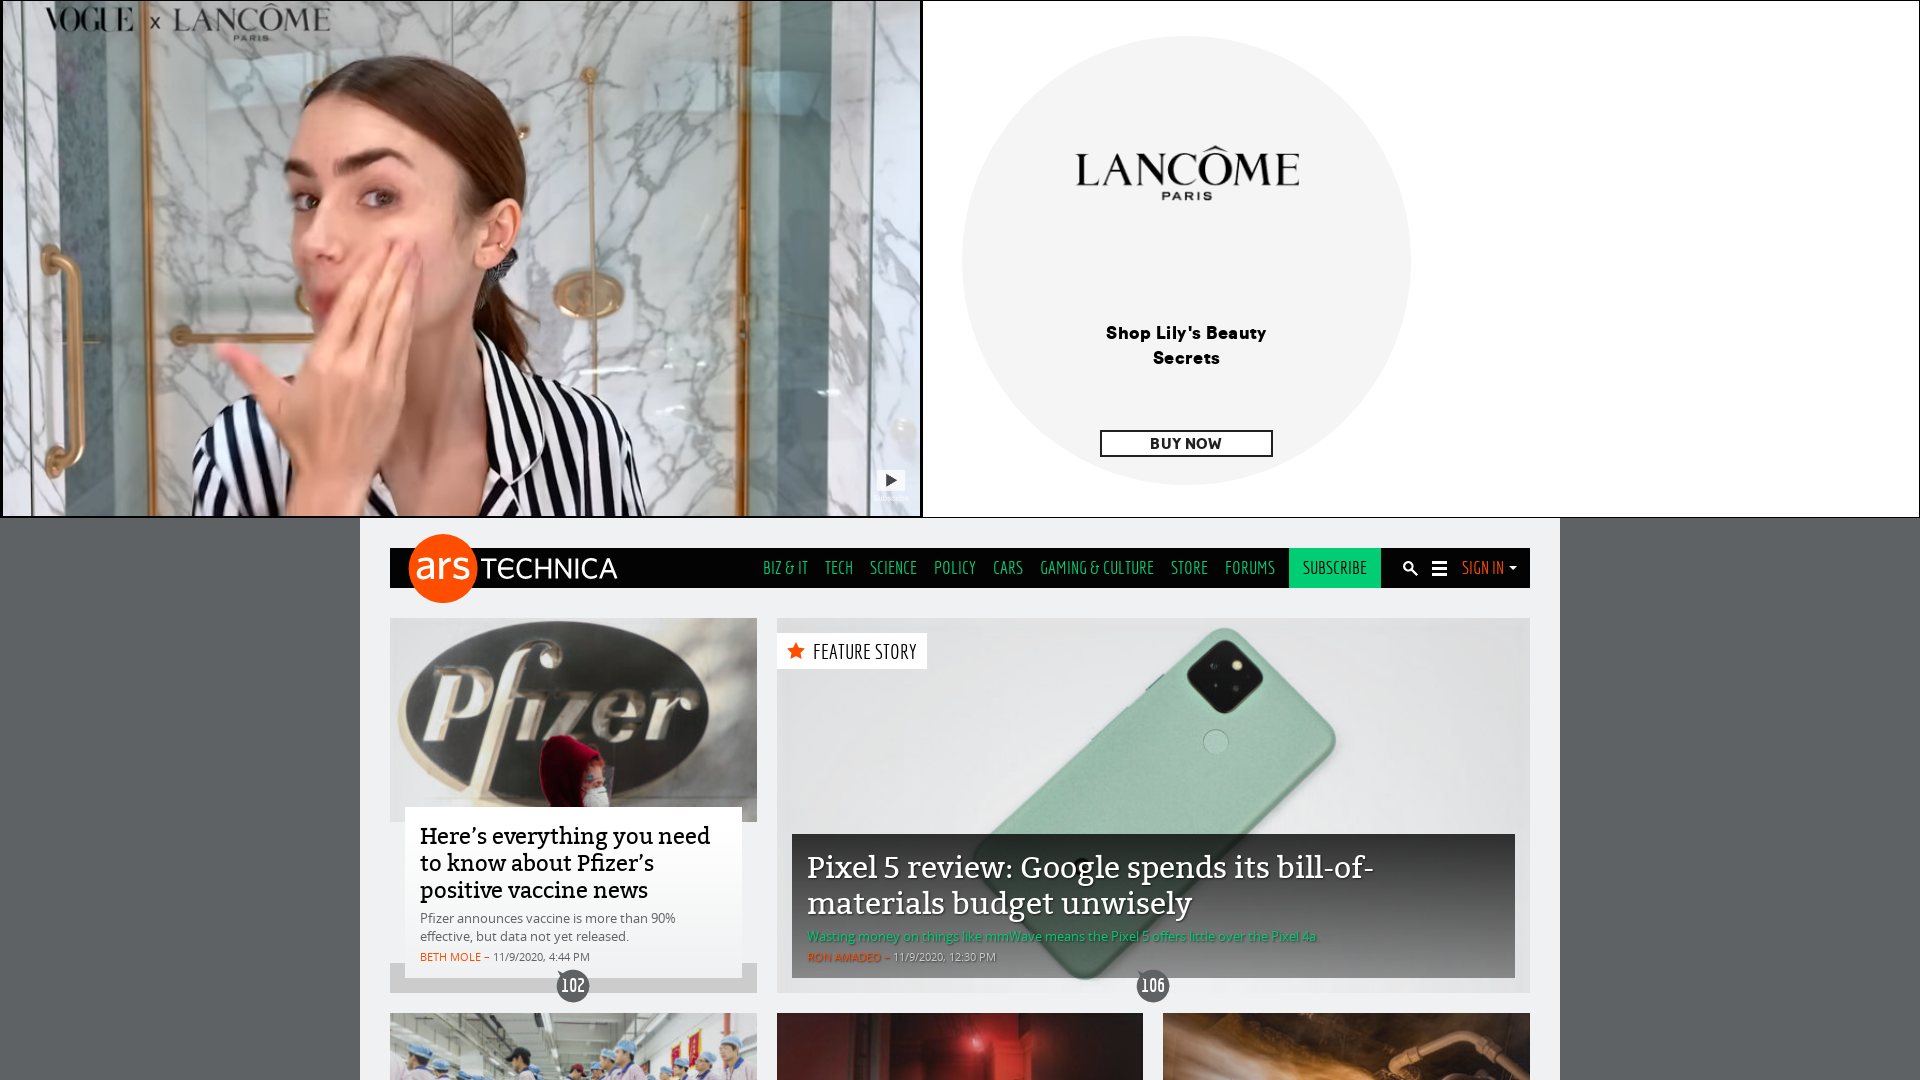 VOGUE x LANCÔME
PARIS
LANCÔME
PARIS
Shop Lily's Beauty
Secrets
BUY NOW
ars TECHNICA
BIZ & IT TECH SCIENCE POLICY CARS GAMING & CULTURE STORE FORUMS SUBSCRIBE SIGN IN
Pfizer
Here’s everything you need
to know about Pfizer’s
positive vaccine news
Pfizer announces vaccine is more than 90%
effective, but data not yet released.
BETH MOLE – 11/9/2020, 4:44 PM
102
FEATURE STORY
Pixel 5 review: Google spends its bill-of-
materials budget unwisely
Wasting money on things like mmWave means the Pixel 5 offers little over the Pixel 4a.
RON AMADEO – 11/9/2020, 12:30 PM
106